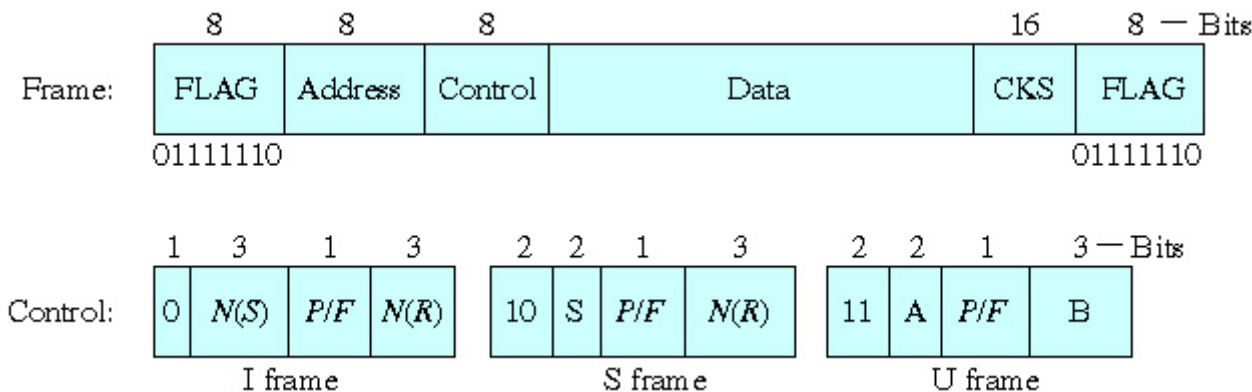 8 8 8 16 8 — Bits
Frame: FLAG Address Control Data CKS FLAG
01111110 01111110
1 3 1 3 2 2 1 3 2 2 1 3 — Bits
Control: 0 N(S) P/F N(R) 10 S P/F N(R) 11 A P/F B
I frame S frame U frame